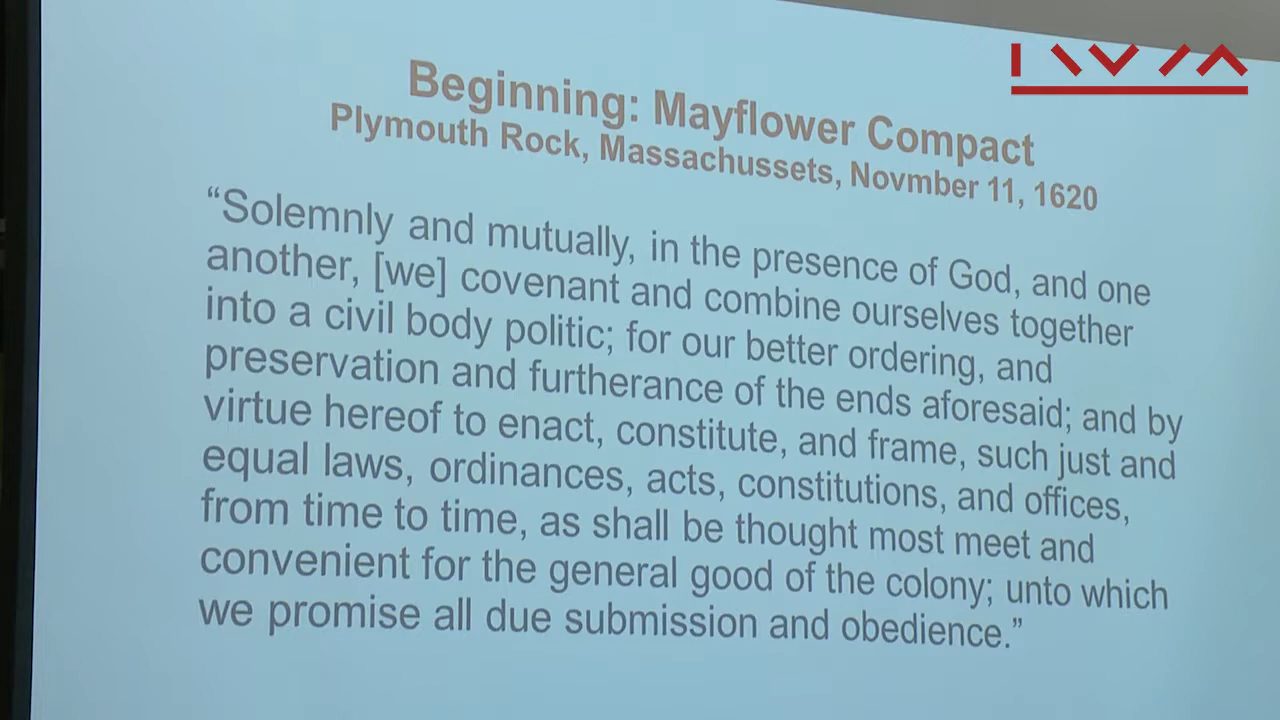 Beginning: Mayflower Compact
Plymouth Rock, Massachussets, Novmber 11, 1620
“Solemnly and mutually, in the presence of God, and one
another, [we] covenant and combine ourselves together
into a civil body politic; for our better ordering, and
preservation and furtherance of the ends aforesaid; and by
virtue hereof to enact, constitute, and frame, such just and
equal laws, ordinances, acts, constitutions, and offices,
from time to time, as shall be thought most meet and
convenient for the general good of the colony; unto which
we promise all due submission and obedience.”